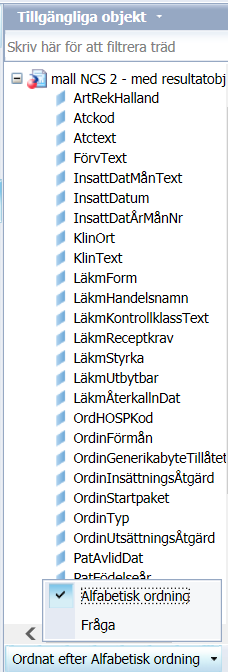 Tillgängliga objekt
Skriv här för att filtrera träd
mall NCS 2 - med resultatobj
ArtRekHalland
Atckod
Atctext
FörvText
InsattDatMånText
InsattDatum
InsattDatÅrMånNr
KlinOrt
KlinText
LäkmForm
LäkmHandelsnamn
LäkmKontrollklassText
LäkmReceptkrav
LäkmStyrka
LäkmUtbytbar
LäkmÅterkallnDat
OrdHOSPKod
OrdinFörmån
OrdinGenerikabyteTillåtet
OrdinInsättningsÅtgärd
OrdinStartpaket
OrdinTyp
OrdinUtsättningsÅtgärd
PatAvlidDat
PatFödelseår
Alfabetisk ordning
Fråga
Ordnat efter Alfabetisk ordning